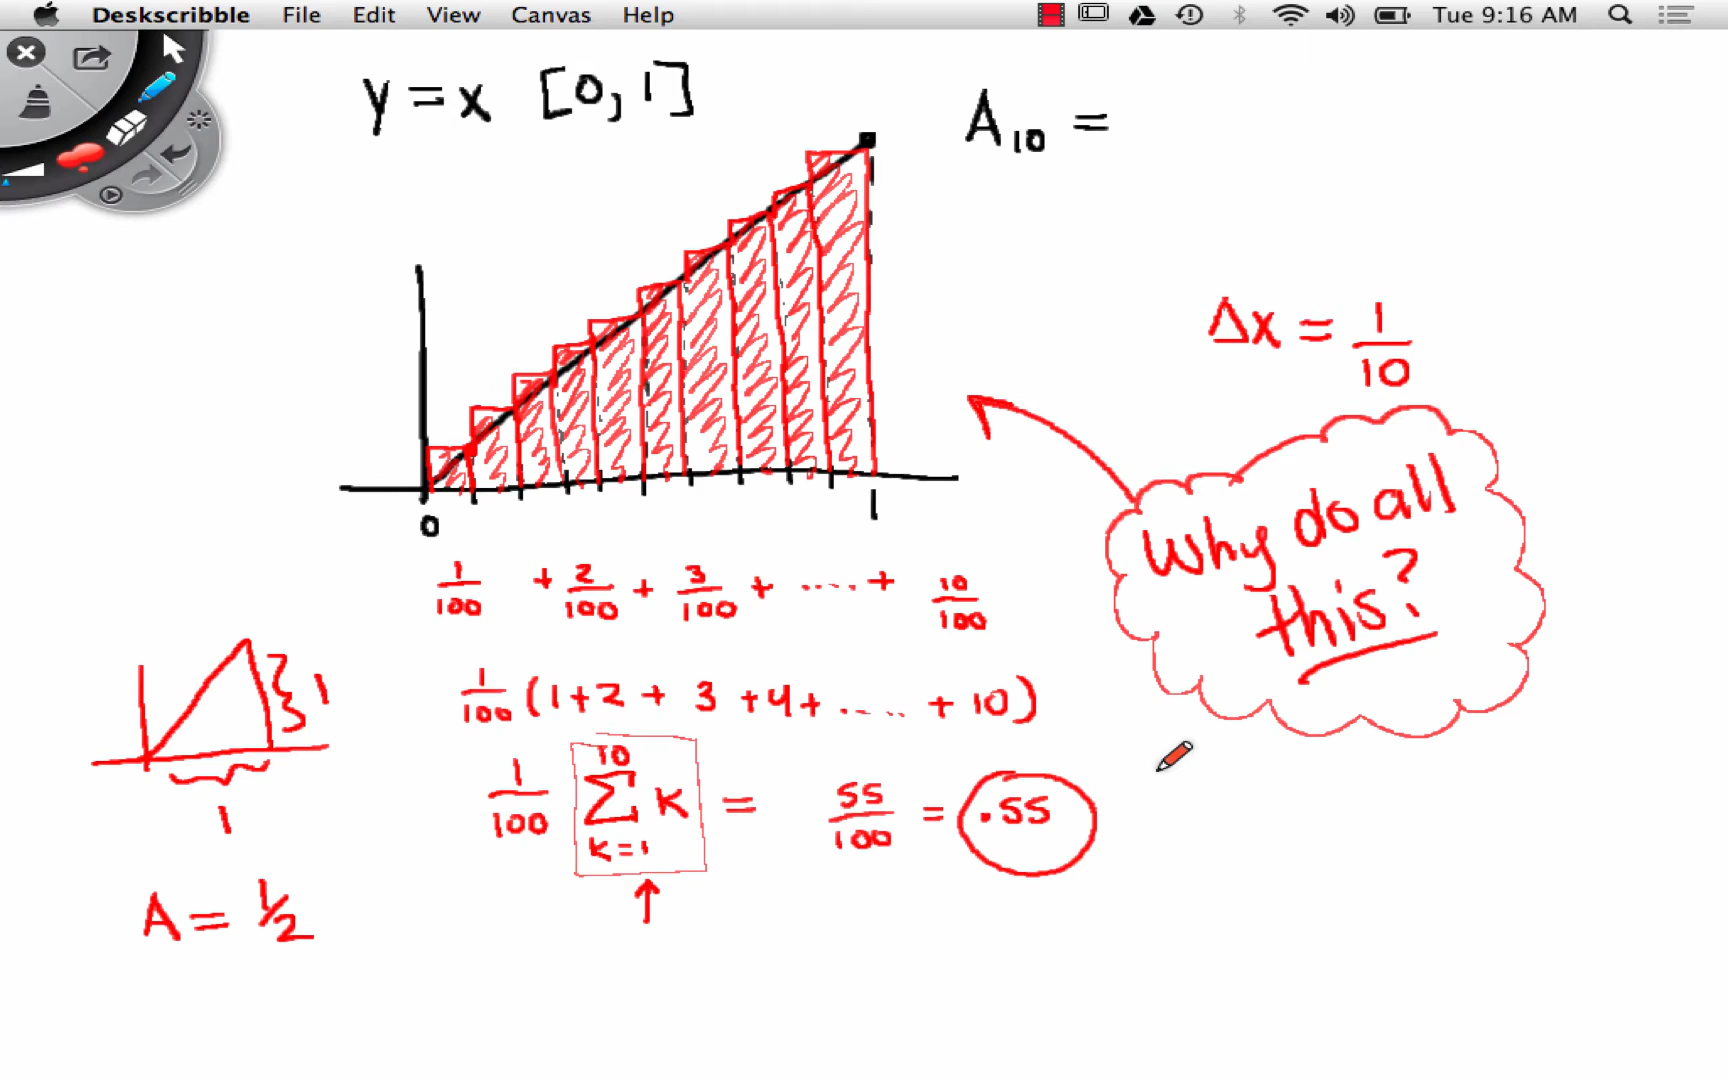 Deskscribble File Edit View Canvas Help Tue 9:16 AM
y = x [0, 1]
A₁₀ =
Δx = 1/10
Why do all
this?
0 1
1/100 + 2/100 + 3/100 + ..... + 10/100
1/100 (1+2 + 3 +4+ ..... + 10)
1/100 10 Σ k=1 K = 55/100 = .55
1
1
A = 1/2